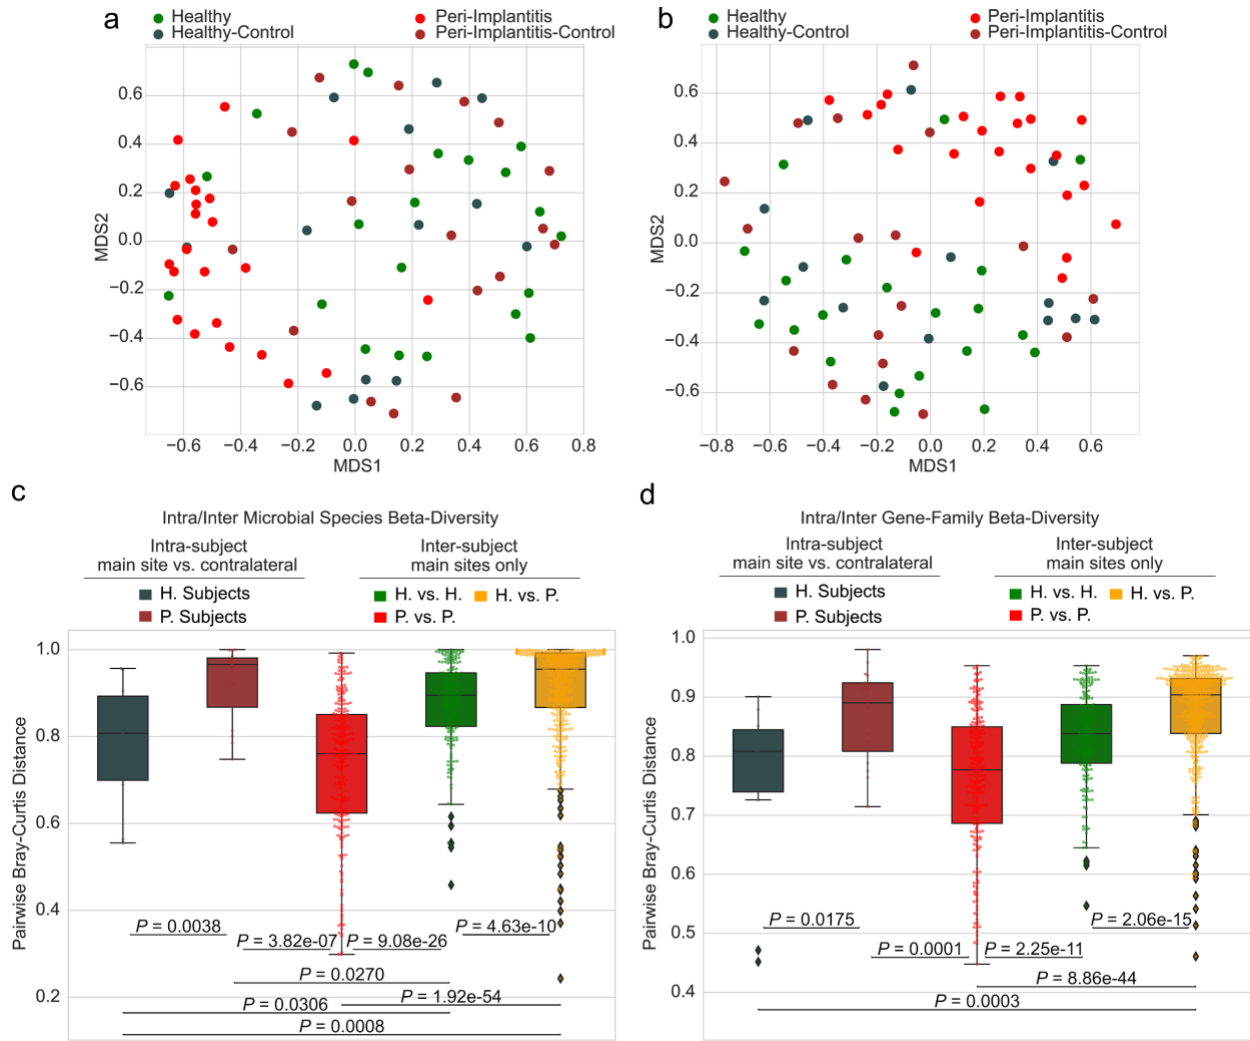 a
Healthy
Peri-Implantitis
Healthy-Control
Peri-Implantitis-Control
MDS2
0.6
0.4
0.2
0.0
−0.2
−0.4
−0.6
−0.6
−0.4
−0.2
0.0
0.2
0.4
0.6
0.8
MDS1
b
Healthy
Peri-Implantitis
Healthy-Control
Peri-Implantitis-Control
MDS2
0.6
0.4
0.2
0.0
−0.2
−0.4
−0.6
−0.8
−0.6
−0.4
−0.2
0.0
0.2
0.4
0.6
MDS1
c
Intra/Inter Microbial Species Beta-Diversity
Intra-subject
main site vs. contralateral
Inter-subject
main sites only
H. Subjects
P. Subjects
H. vs. H.
H. vs. P.
P. vs. P.
Pairwise Bray-Curtis Distance
1.0
0.8
0.6
0.4
0.2
P = 0.0038
P = 3.82e-07
P = 9.08e-26
P = 4.63e-10
P = 0.0270
P = 0.0306
P = 1.92e-54
P = 0.0008
d
Intra/Inter Gene-Family Beta-Diversity
Intra-subject
main site vs. contralateral
Inter-subject
main sites only
H. Subjects
P. Subjects
H. vs. H.
H. vs. P.
P. vs. P.
Pairwise Bray-Curtis Distance
1.0
0.9
0.8
0.7
0.6
0.5
0.4
P = 0.0175
P = 2.06e-15
P = 0.0001
P = 2.25e-11
P = 8.86e-44
P = 0.0003